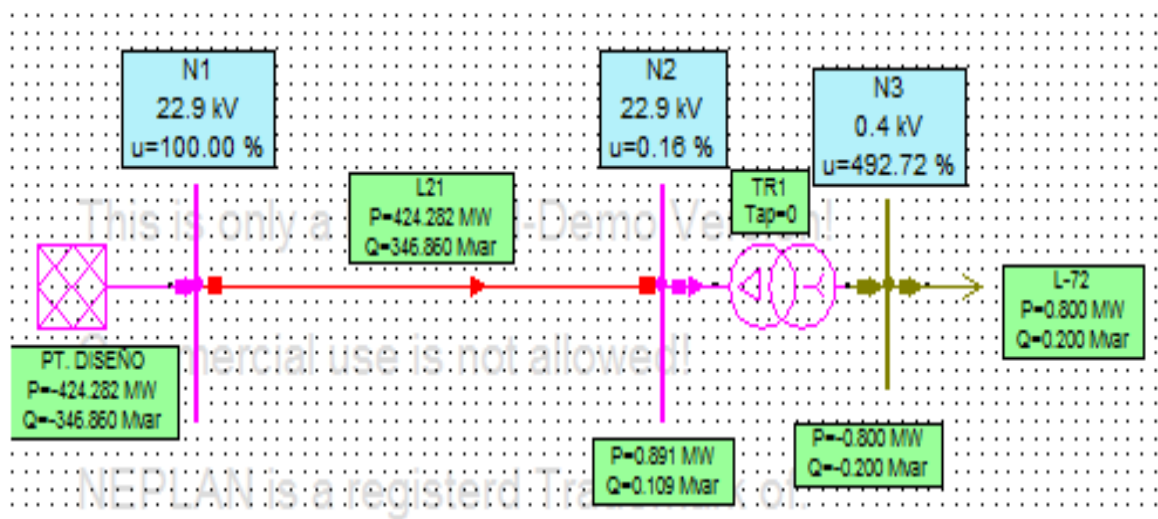 N1
22.9 kV
u=100.00 %
N2
22.9 kV
u=0.16 %
N3
0.4 kV
u=492.72 %
L21
P=424.282 MW
Q=346.860 Mvar
TR1
Tap=0
This is only a
l-Demo Ve
n!
L-72
P=0.800 MW
Q=0.200 Mvar
PT. DISEÑO
P=-424.282 MW
Q=-346.860 Mvar
mercial use is not allowed!
P=0.891 MW
Q=0.109 Mvar
P=-0.800 MW
Q=-0.200 Mvar
NEPLAN is a registerd Tra
of